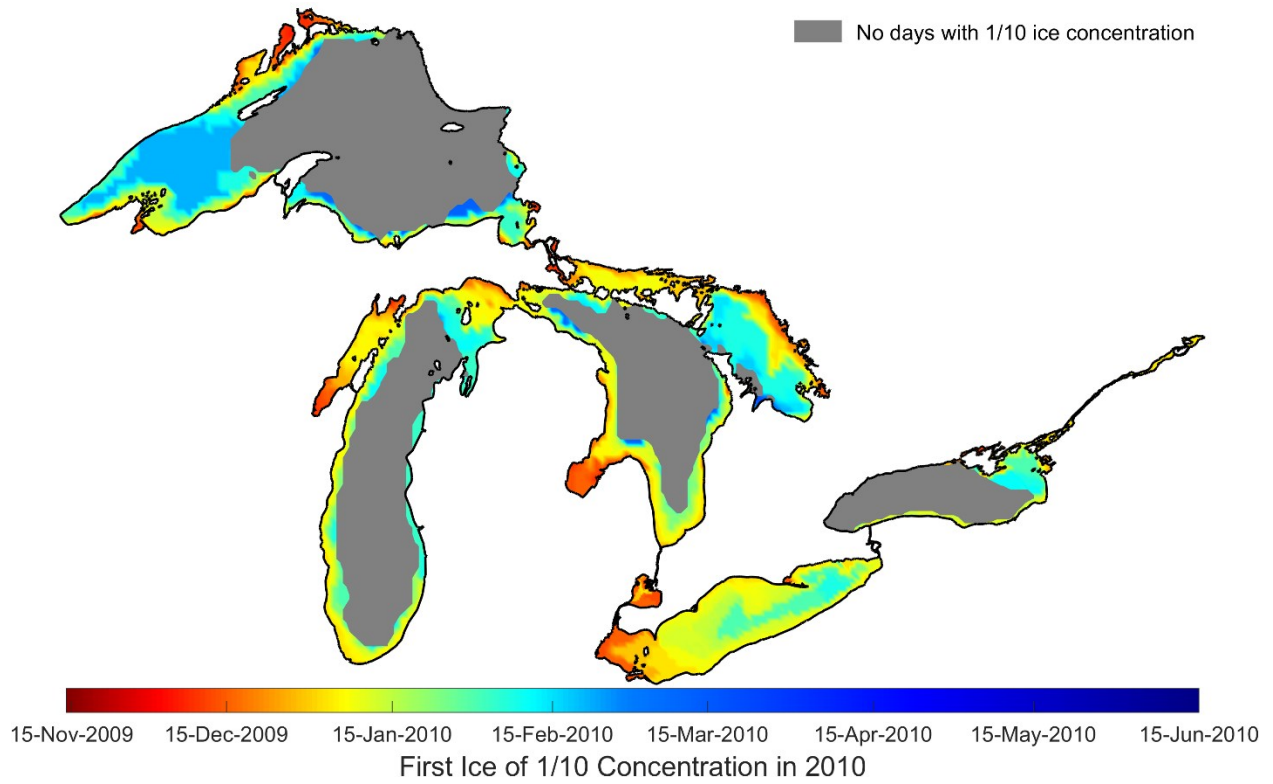 No days with 1/10 ice concentration
15-Nov-2009 15-Dec-2009 15-Jan-2010 15-Feb-2010 15-Mar-2010 15-Apr-2010 15-May-2010 15-Jun-2010
First Ice of 1/10 Concentration in 2010